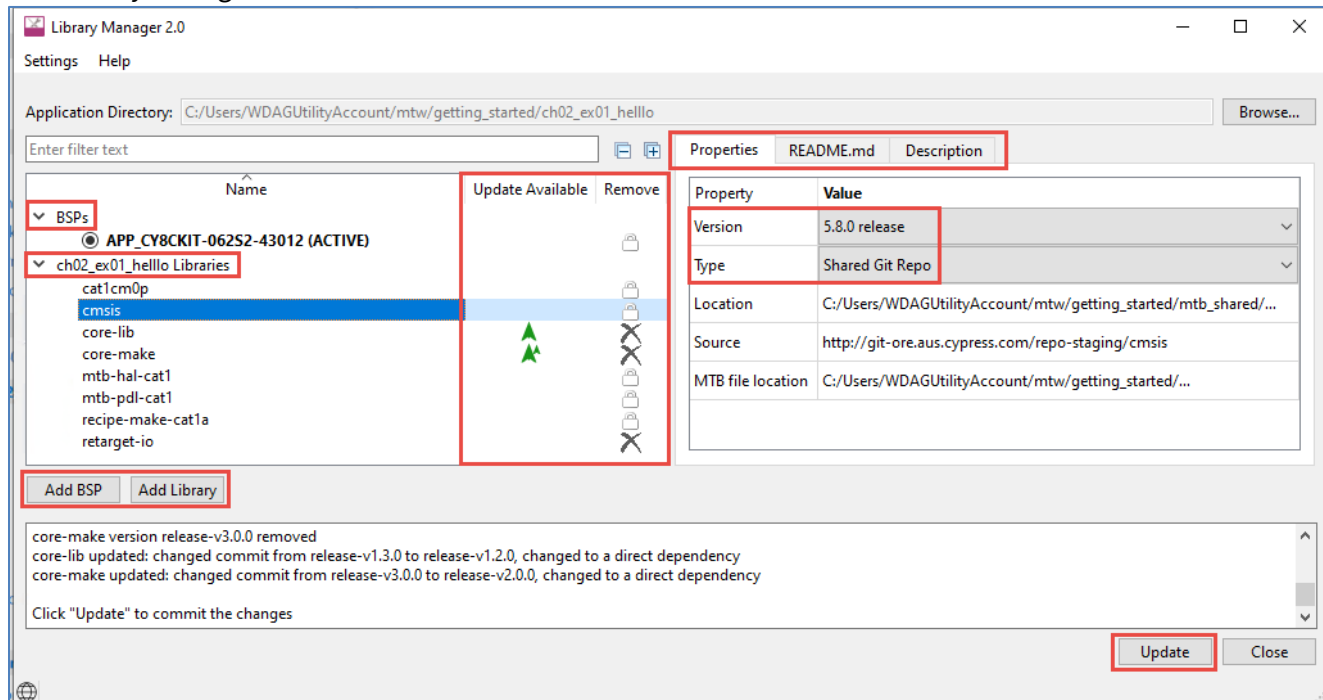 Library Manager 2.0
Settings Help
Application Directory: C:/Users/WDAGUtilityAccount/mtw/getting_started/ch02_ex01_helllo Browse...
Enter filter text
Name Update Available Remove
BSPs
APP_CY8CKIT-062S2-43012 (ACTIVE)
ch02_ex01_helllo Libraries
cat1cm0p
cmsis
core-lib
core-make
mtb-hal-cat1
mtb-pdl-cat1
recipe-make-cat1a
retarget-io
Properties README.md Description
Property Value
Version 5.8.0 release
Type Shared Git Repo
Location C:/Users/WDAGUtilityAccount/mtw/getting_started/mtb_shared/...
Source http://git-ore.aus.cypress.com/repo-staging/cmsis
MTB file location C:/Users/WDAGUtilityAccount/mtw/getting_started/...
Add BSP Add Library
core-make version release-v3.0.0 removed
core-lib updated: changed commit from release-v1.3.0 to release-v1.2.0, changed to a direct dependency
core-make updated: changed commit from release-v3.0.0 to release-v2.0.0, changed to a direct dependency
Click "Update" to commit the changes
Update Close